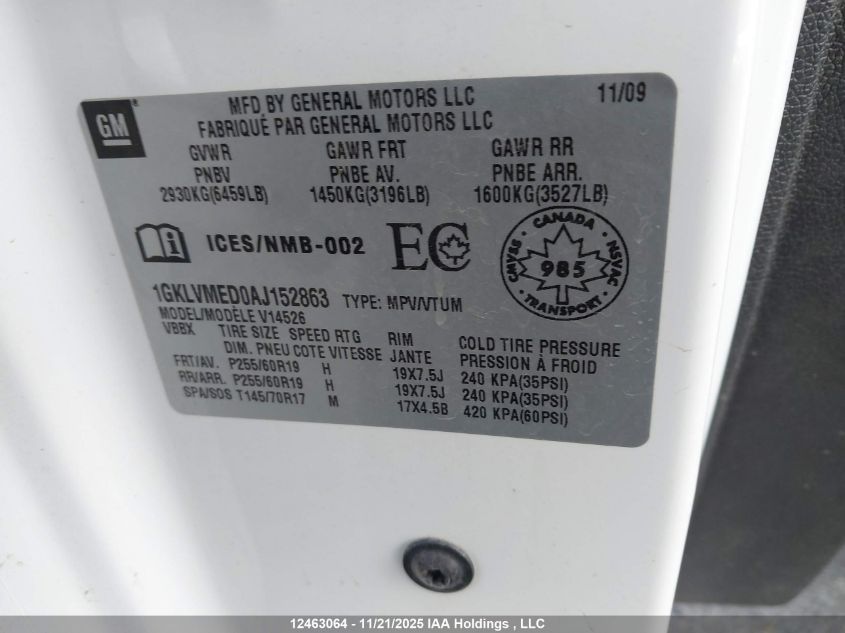 GM
MFD BY GENERAL MOTORS LLC 11/09
FABRIQUÉ PAR GENERAL MOTORS LLC
GVWR GAWR FRT GAWR RR
PNBV PNBE AV. PNBE ARR.
2930KG(6459LB) 1450KG(3196LB) 1600KG(3527LB)
ICES/NMB-002 EC
CANADA
CMVSS 985 NSVAC
TRANSPORT
1GKLVMED0AJ152863 TYPE: MPV/VTUM
MODEL/MODÈLE V14526
VBBX TIRE SIZE SPEED RTG RIM COLD TIRE PRESSURE
DIM. PNEU COTE VITESSE JANTE PRESSION À FROID
FRT/AV. P255/60R19 H 19X7.5J 240 KPA(35PSI)
RR/ARR. P255/60R19 H 19X7.5J 240 KPA(35PSI)
SPA/SOS T145/70R17 M 17X4.5B 420 KPA(60PSI)
12463064 - 11/21/2025 IAA Holdings , LLC